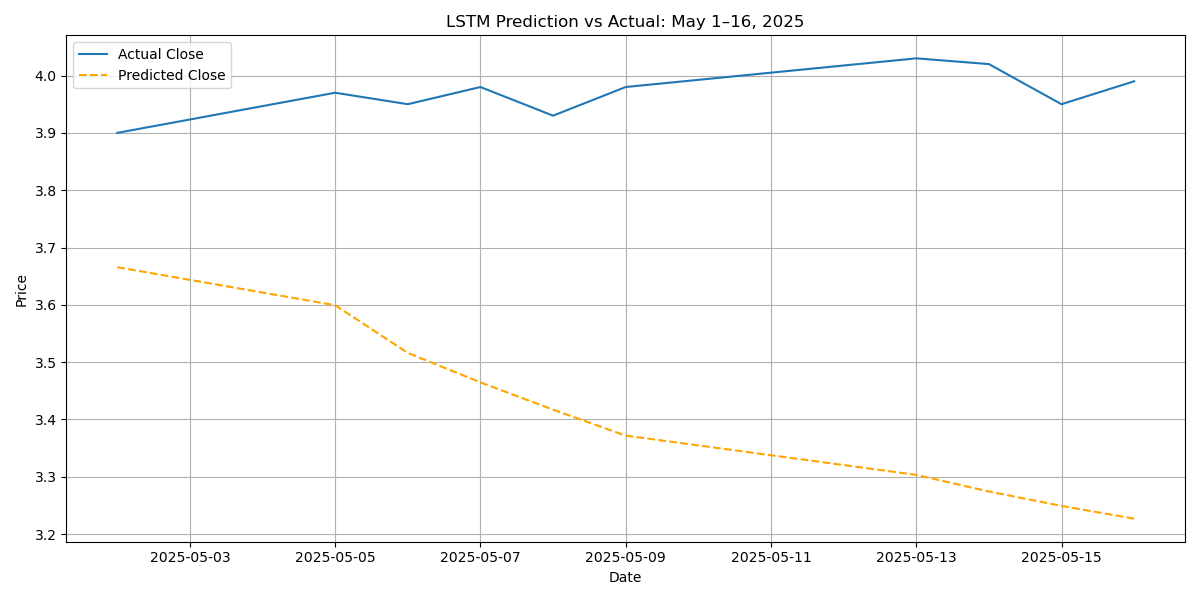 LSTM Prediction vs Actual: May 1–16, 2025
Actual Close
Predicted Close
4.0
3.9
3.8
3.7
3.6
3.5
3.4
3.3
3.2
Price
2025-05-03 2025-05-05 2025-05-07 2025-05-09 2025-05-11 2025-05-13 2025-05-15
Date